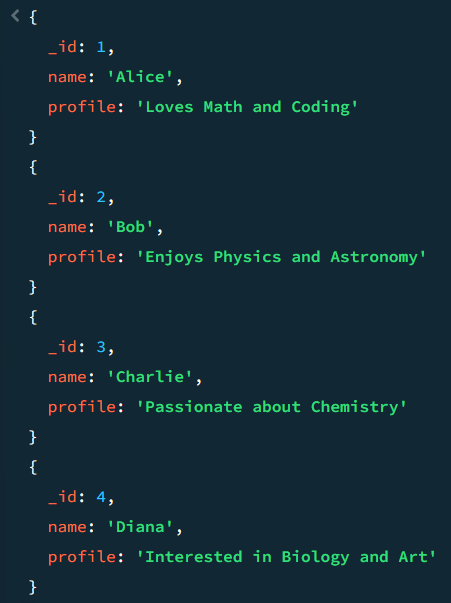 {
_id: 1,
name: 'Alice',
profile: 'Loves Math and Coding'
}
{
_id: 2,
name: 'Bob',
profile: 'Enjoys Physics and Astronomy'
}
{
_id: 3,
name: 'Charlie',
profile: 'Passionate about Chemistry'
}
{
_id: 4,
name: 'Diana',
profile: 'Interested in Biology and Art'
}